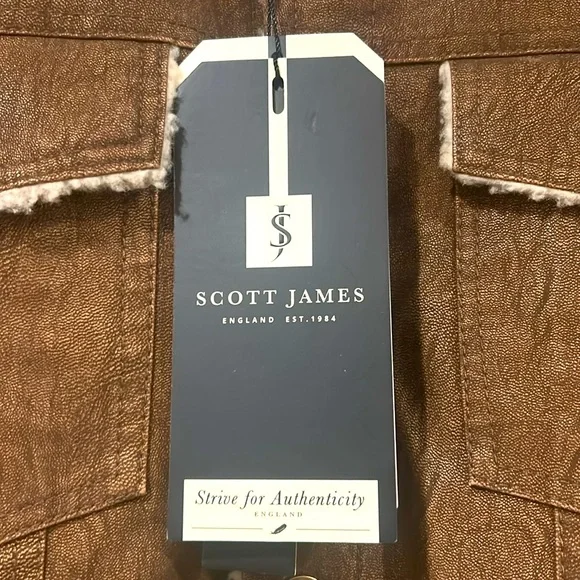 SJ
SCOTT JAMES
ENGLAND EST.1984
Strive for Authenticity
ENGLAND